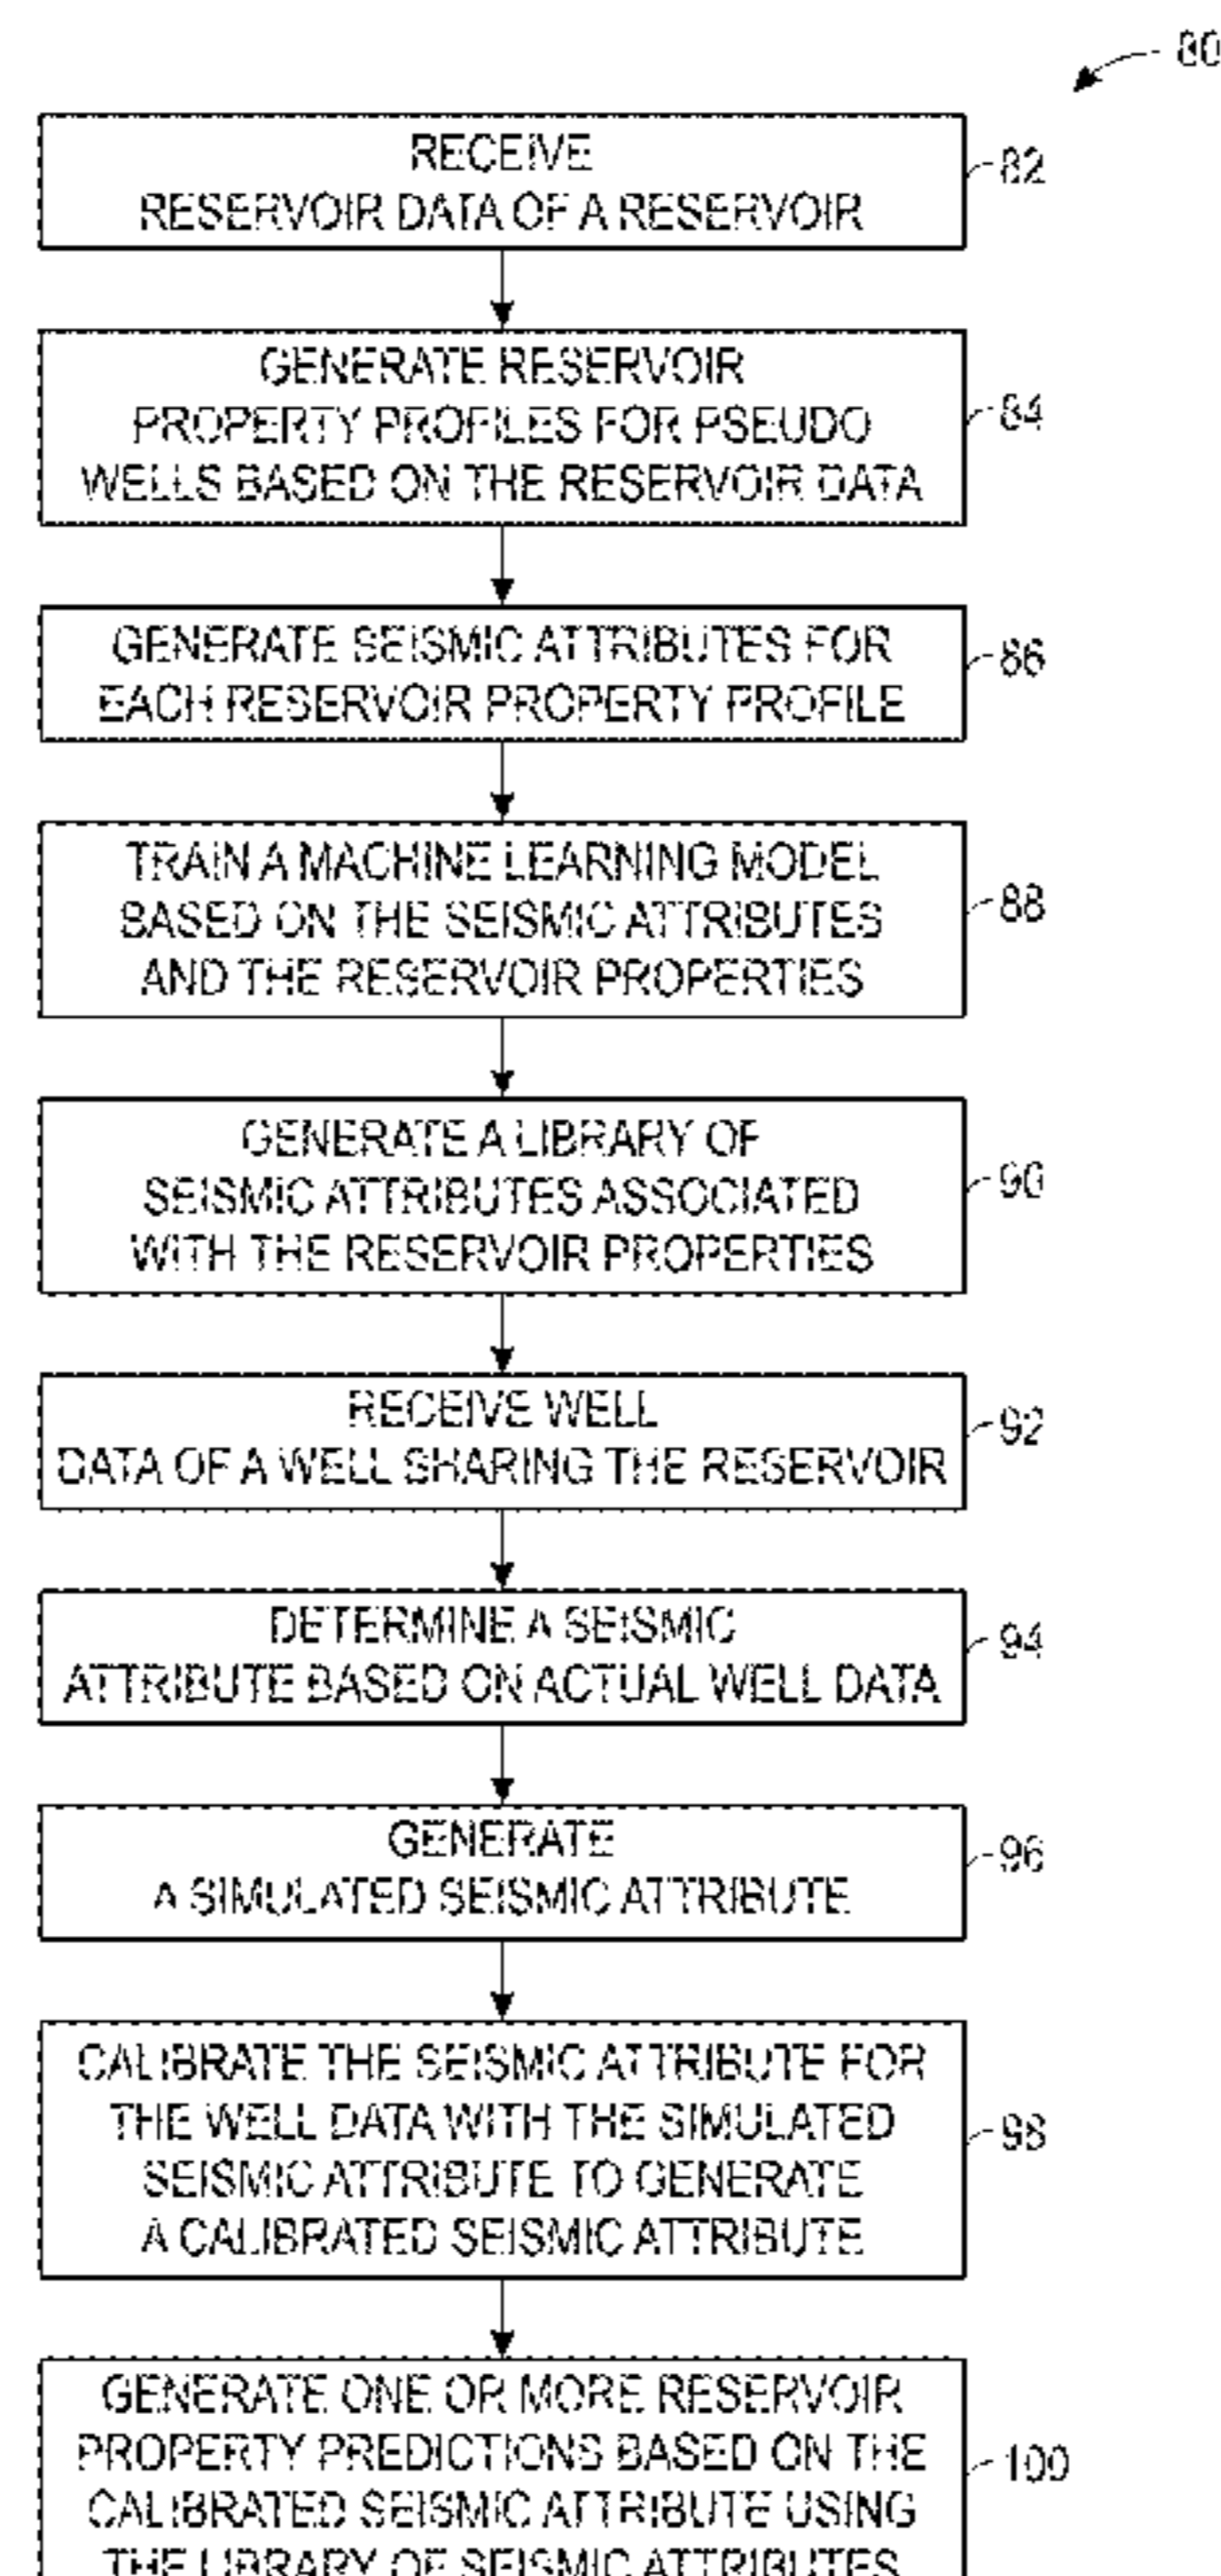 80
RECEIVE
RESERVOIR DATA OF A RESERVOIR
82
GENERATE RESERVOIR
PROPERTY PROFILES FOR PSEUDO
WELLS BASED ON THE RESERVOIR DATA
84
GENERATE SEISMIC ATTRIBUTES FOR
EACH RESERVOIR PROPERTY PROFILE
86
TRAIN A MACHINE LEARNING MODEL
BASED ON THE SEISMIC ATTRIBUTES
AND THE RESERVOIR PROPERTIES
88
GENERATE A LIBRARY OF
SEISMIC ATTRIBUTES ASSOCIATED
WITH THE RESERVOIR PROPERTIES
90
RECEIVE WELL
DATA OF A WELL SHARING THE RESERVOIR
92
DETERMINE A SEISMIC
ATTRIBUTE BASED ON ACTUAL WELL DATA
94
GENERATE
A SIMULATED SEISMIC ATTRIBUTE
96
CALIBRATE THE SEISMIC ATTRIBUTE FOR
THE WELL DATA WITH THE SIMULATED
SEISMIC ATTRIBUTE TO GENERATE
A CALIBRATED SEISMIC ATTRIBUTE
98
GENERATE ONE OR MORE RESERVOIR
PROPERTY PREDICTIONS BASED ON THE
CALIBRATED SEISMIC ATTRIBUTE USING
THE LIBRARY OF SEISMIC ATTRIBUTES
100